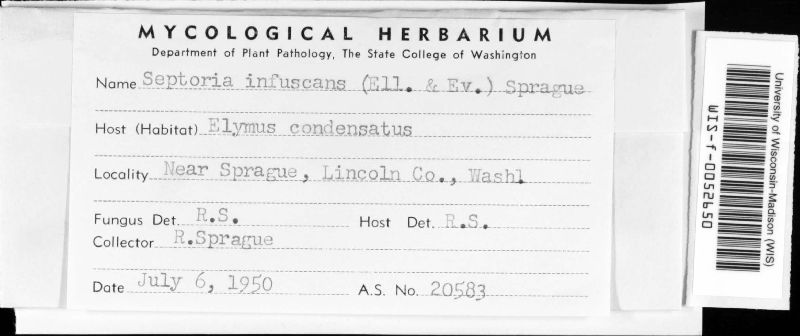 MYCOLOGICAL HERBARIUM
Department of Plant Pathology, The State College of Washington
Name Septoria infuscans (Ell. & Ev.) Sprague
Host (Habitat) Elymus condensatus
Locality Near Sprague, Lincoln Co., Washl
Fungus Det. R.S. Host Det. R.S.
Collector R.Sprague
Date July 6, 1950 A.S. No. 20583
University of Wisconsin-Madison (WIS)
WIS-f-0052650